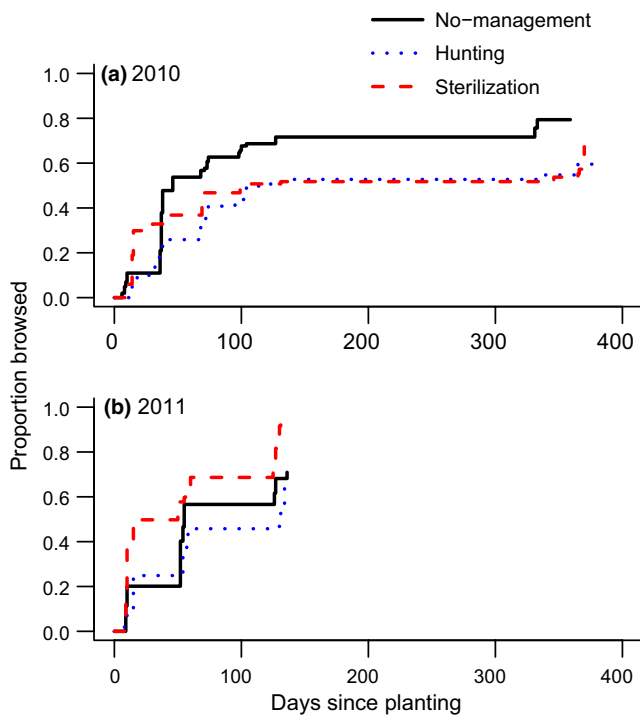 No−management
Hunting
Sterilization
(a) 2010
1.0
0.8
0.6
0.4
0.2
0.0
0 100 200 300 400
Proportion browsed
(b) 2011
1.0
0.8
0.6
0.4
0.2
0.0
0 100 200 300 400
Days since planting